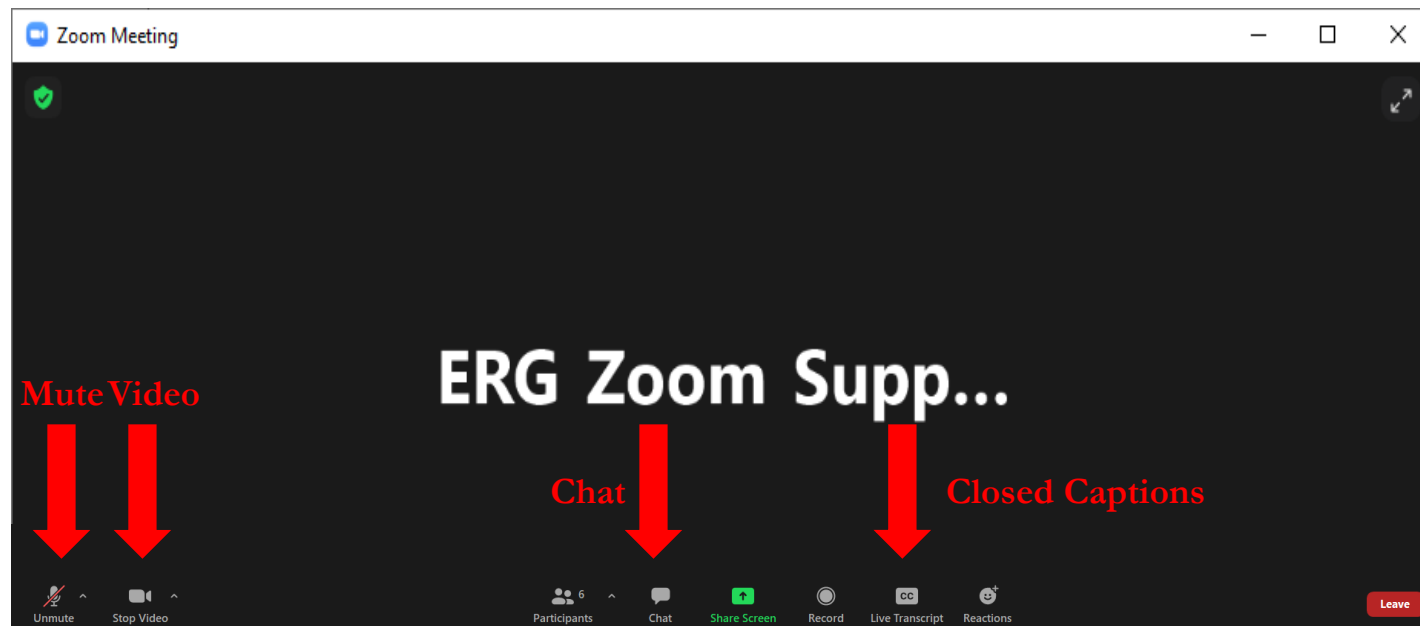 Zoom Meeting
ERG Zoom Supp...
Mute Video
Chat
Closed Captions
6
Unmute Stop Video Participants Chat Share Screen Record Live Transcript Reactions Leave
CC